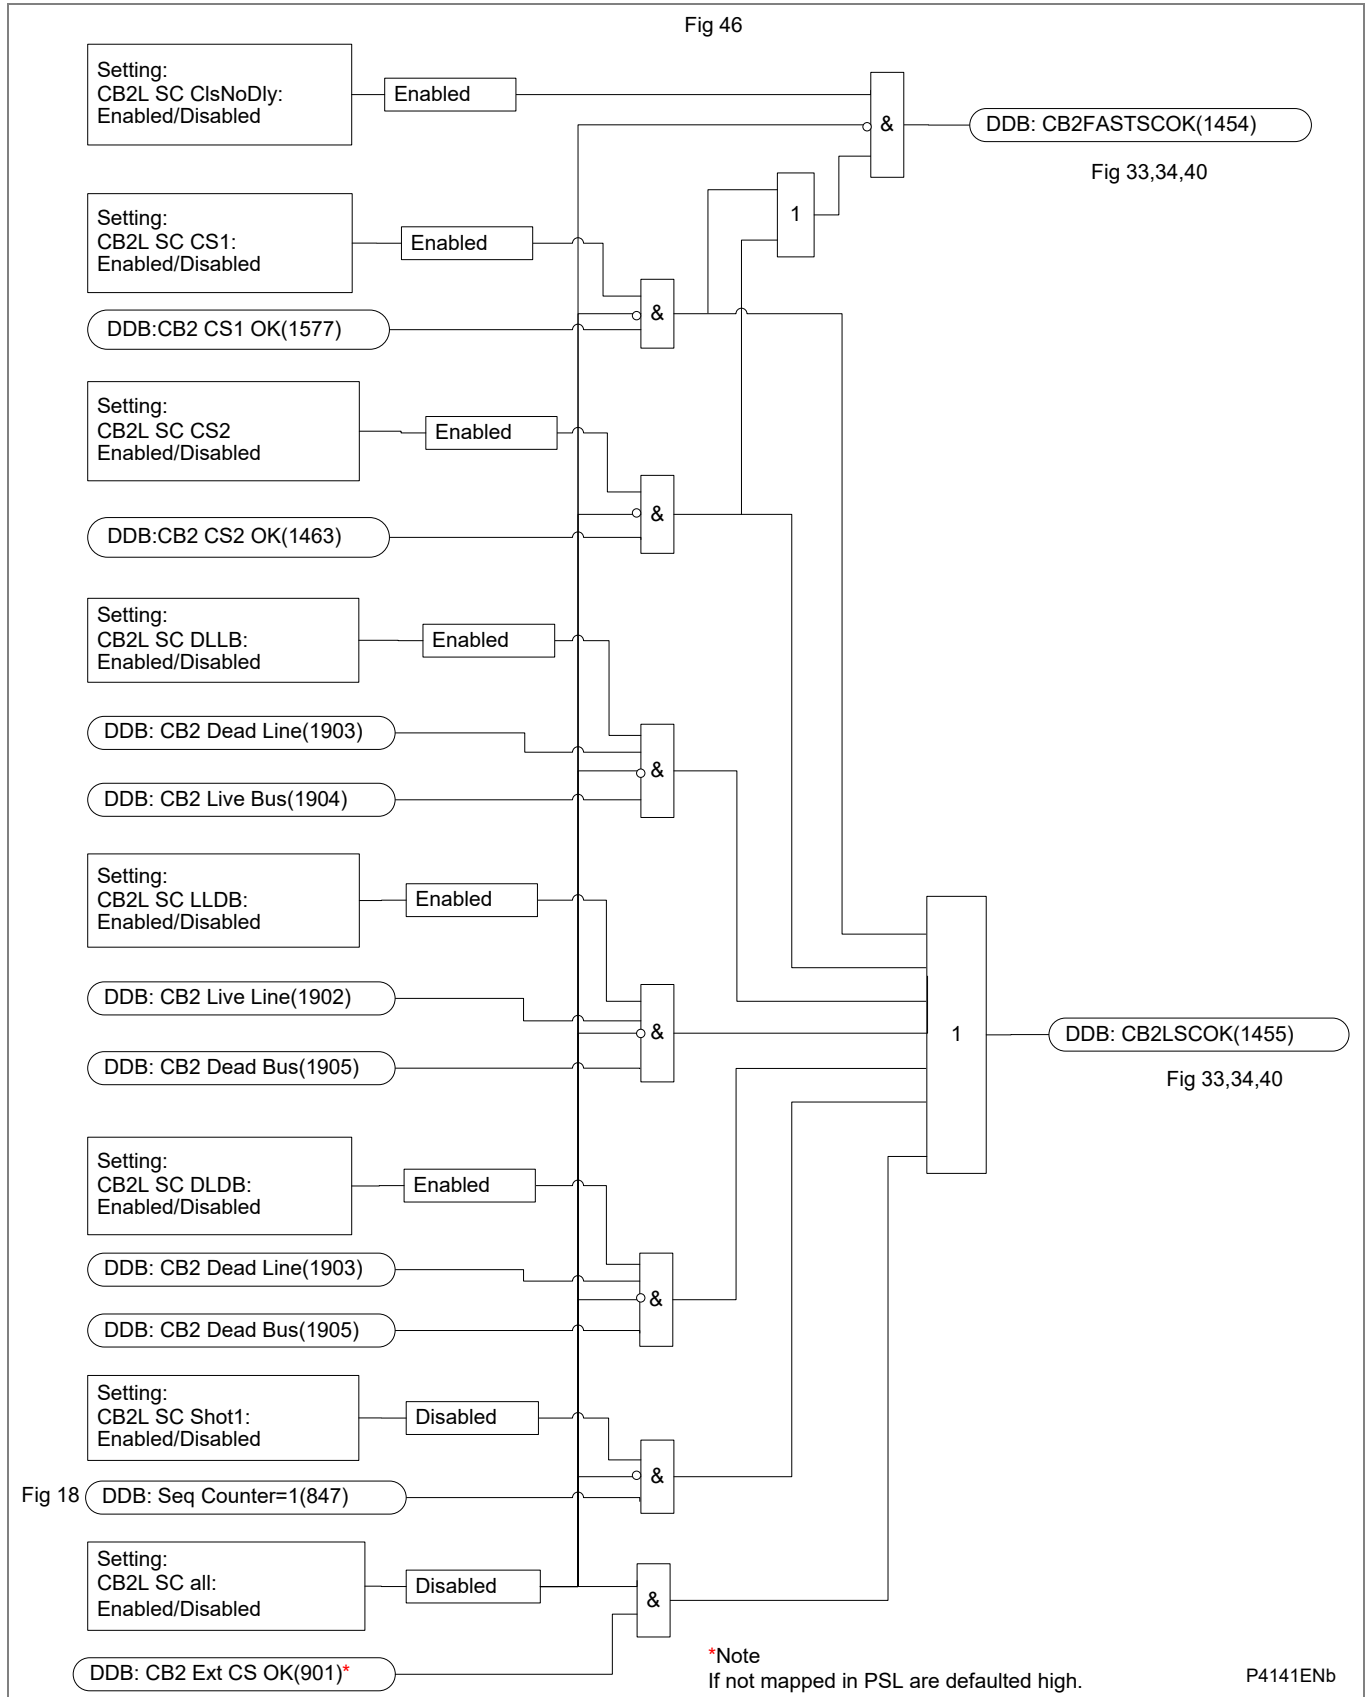 Fig 46
Setting:
CB2L SC ClsNoDly:
Enabled/Disabled
Enabled
&
DDB: CB2FASTSCOK(1454)
Fig 33,34,40
1
Setting:
CB2L SC CS1:
Enabled/Disabled
Enabled
&
DDB:CB2 CS1 OK(1577)
Setting:
CB2L SC CS2
Enabled/Disabled
Enabled
&
DDB:CB2 CS2 OK(1463)
Setting:
CB2L SC DLLB:
Enabled/Disabled
Enabled
DDB: CB2 Dead Line(1903)
&
DDB: CB2 Live Bus(1904)
Setting:
CB2L SC LLDB:
Enabled/Disabled
Enabled
DDB: CB2 Live Line(1902)
&
1
DDB: CB2LSCOK(1455)
Fig 33,34,40
DDB: CB2 Dead Bus(1905)
Setting:
CB2L SC DLDB:
Enabled/Disabled
Enabled
DDB: CB2 Dead Line(1903)
&
DDB: CB2 Dead Bus(1905)
Setting:
CB2L SC Shot1:
Enabled/Disabled
Disabled
&
Fig 18
DDB: Seq Counter=1(847)
Setting:
CB2L SC all:
Enabled/Disabled
Disabled
&
DDB: CB2 Ext CS OK(901)*
*Note
If not mapped in PSL are defaulted high.
P4141ENb